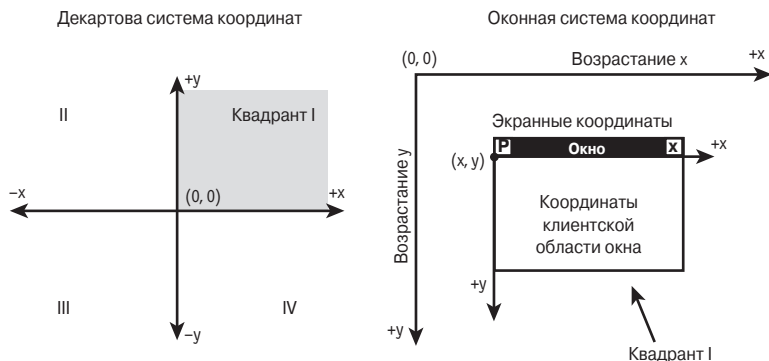 Декартова система координат
+y
II
Квадрант I
–x
(0, 0)
+x
III
IV
–y
Оконная система координат
(0, 0)
Возрастание x
+x
Возрастание y
Экранные координаты
P
Окно
x
+x
(x, y)
Координаты
клиентской
области окна
+y
+y
Квадрант I